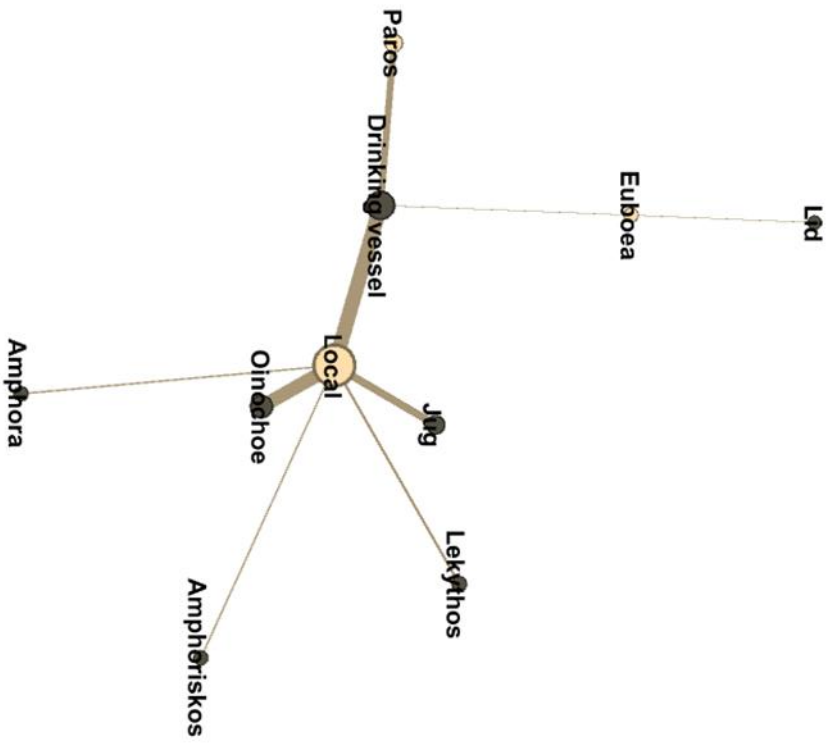 Paros
Drinking vessel
Euboea
Lid
Local
Oinochoe
Amphora
Jug
Lekythos
Amphoriskos